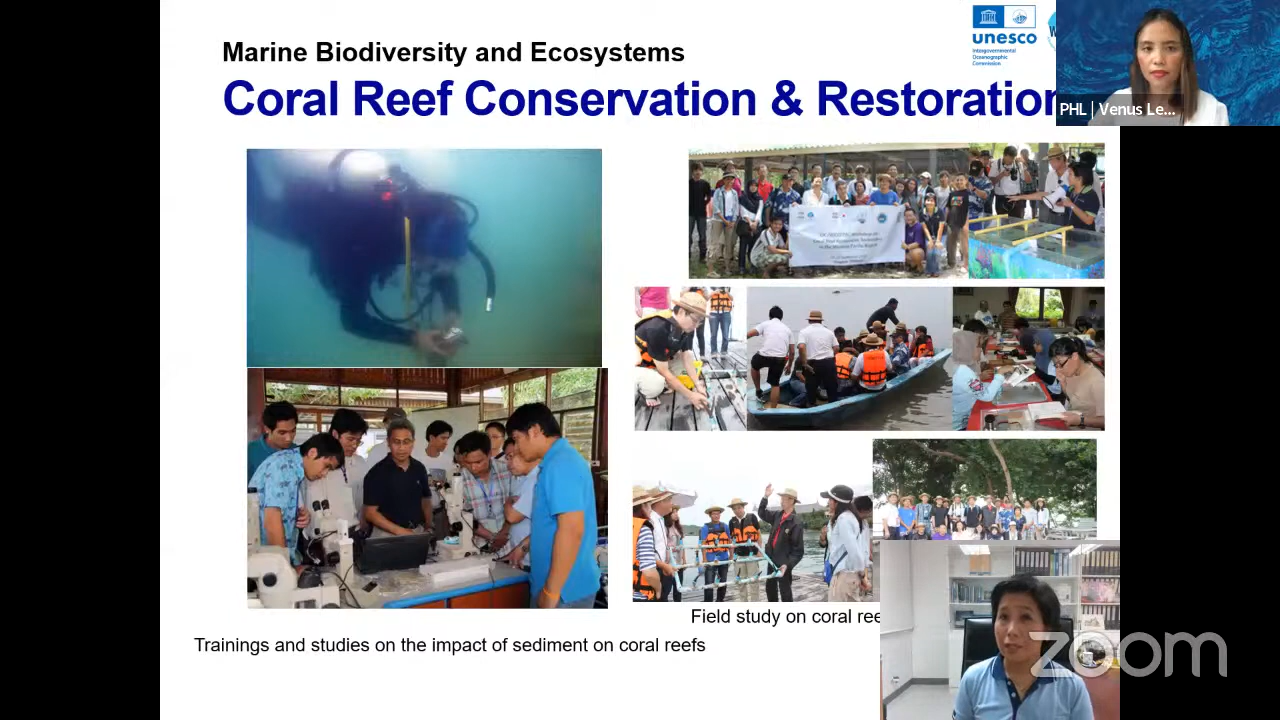 Marine Biodiversity and Ecosystems
Coral Reef Conservation & Restoration
unesco
Intergovernmental
Oceanographic
Commission
PHL | Venus Le...
Field study on coral ree
Trainings and studies on the impact of sediment on coral reefs
zoom